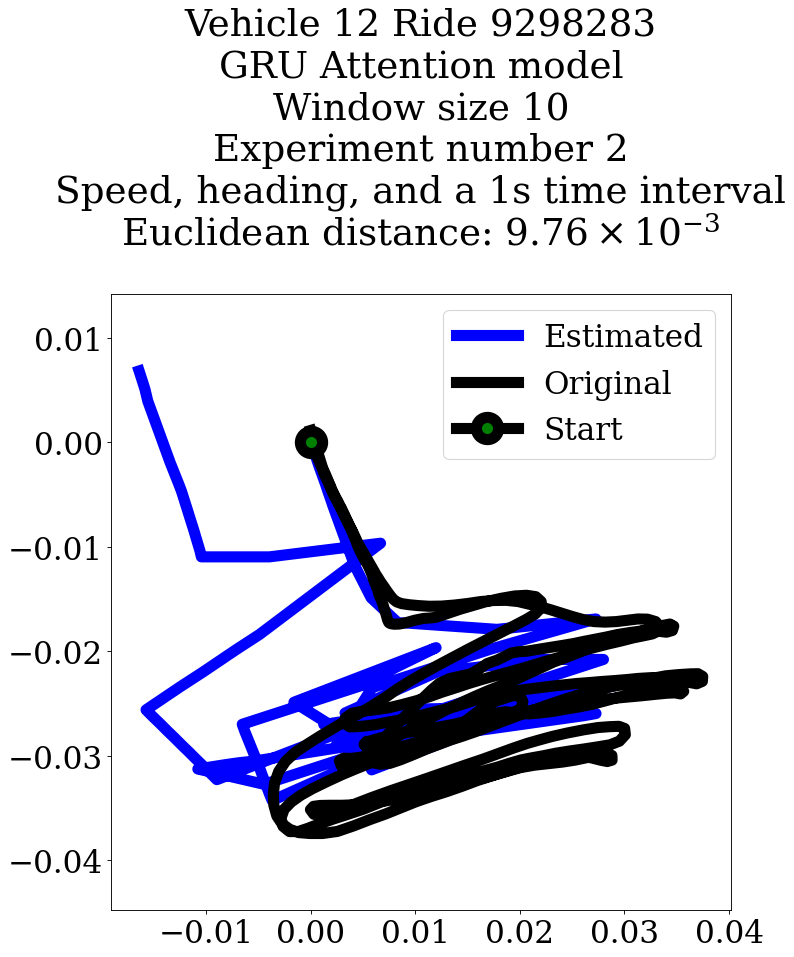 Vehicle 12 Ride 9298283
GRU Attention model
Window size 10
Experiment number 2
Speed, heading, and a 1s time interval
Euclidean distance: 9.76 × 10⁻³
Estimated
Original
Start
0.01
0.00
−0.01
−0.02
−0.03
−0.04
−0.01 0.00 0.01 0.02 0.03 0.04